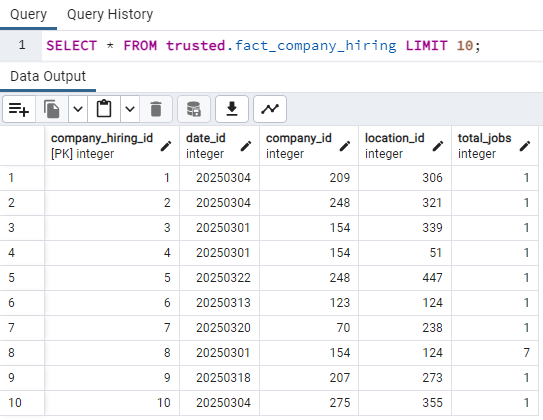 Query Query History
1 SELECT * FROM trusted.fact_company_hiring LIMIT 10;
Data Output
company_hiring_id date_id company_id location_id total_jobs
[PK] integer integer integer integer integer
1 1 20250304 209 306 1
2 2 20250304 248 321 1
3 3 20250301 154 339 1
4 4 20250301 154 51 1
5 5 20250322 248 447 1
6 6 20250313 123 124 1
7 7 20250320 70 238 1
8 8 20250301 154 124 7
9 9 20250318 207 273 1
10 10 20250304 275 355 1